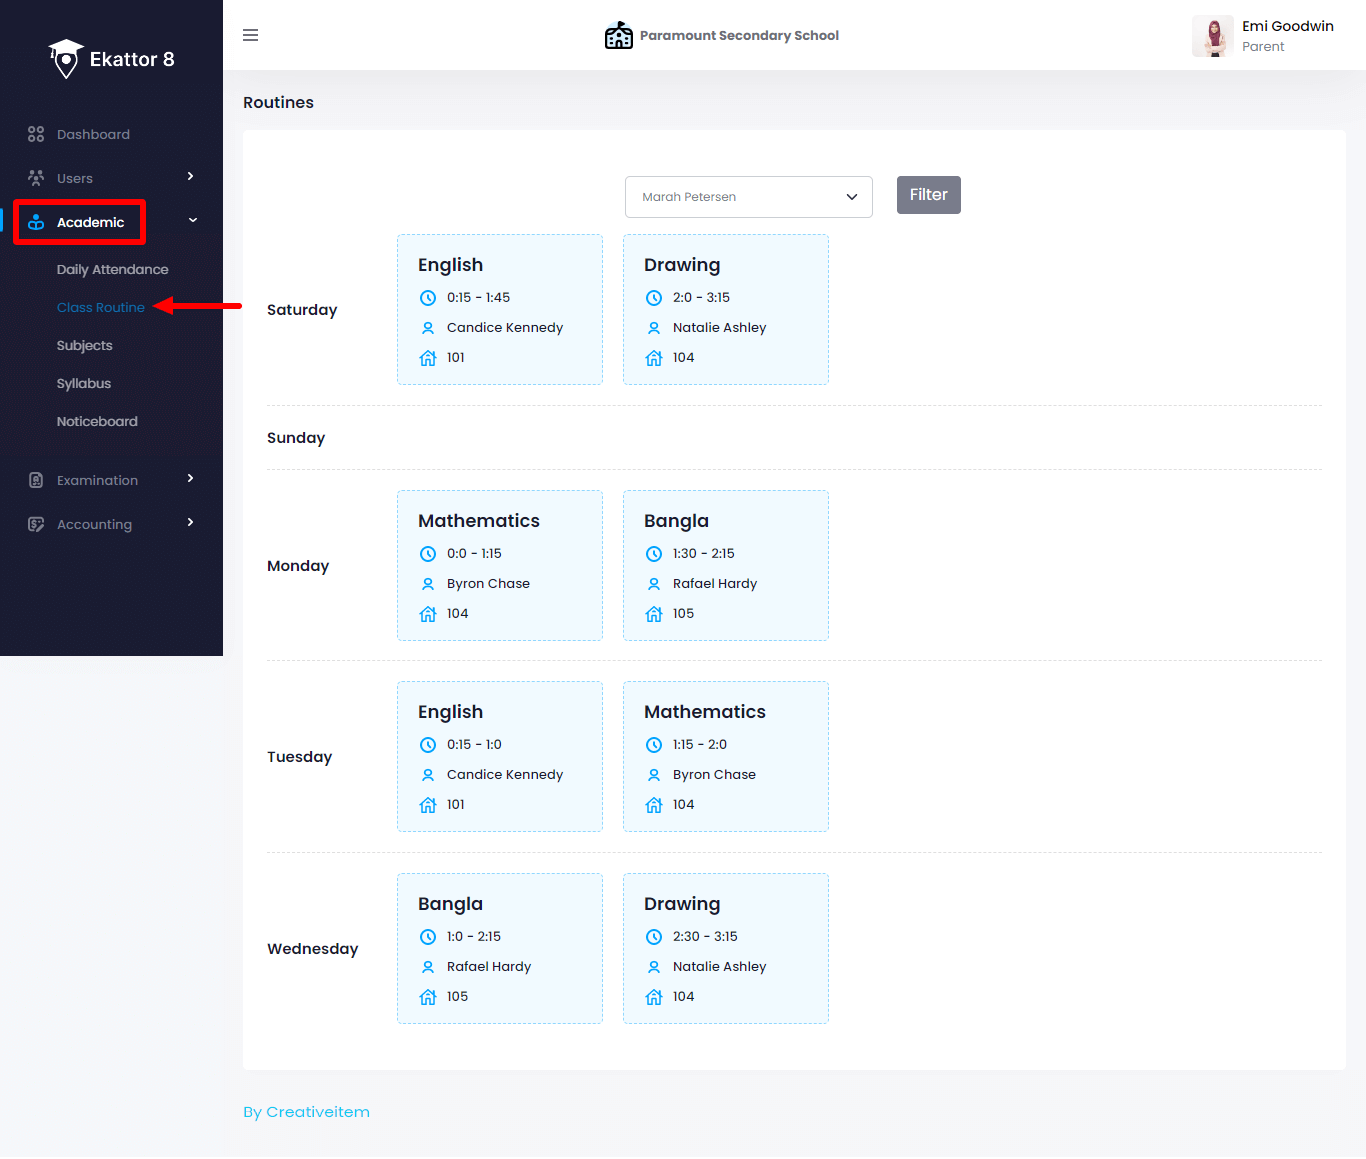 Ekattor 8
Paramount Secondary School
Emi Goodwin
Parent
Dashboard
Users
Academic
Daily Attendance
Class Routine
Subjects
Syllabus
Noticeboard
Examination
Accounting
Routines
Marah Petersen
Filter
Saturday
English
0:15 - 1:45
Candice Kennedy
101
Drawing
2:0 - 3:15
Natalie Ashley
104
Sunday
Monday
Mathematics
0:0 - 1:15
Byron Chase
104
Bangla
1:30 - 2:15
Rafael Hardy
105
Tuesday
English
0:15 - 1:0
Candice Kennedy
101
Mathematics
1:15 - 2:0
Byron Chase
104
Wednesday
Bangla
1:0 - 2:15
Rafael Hardy
105
Drawing
2:30 - 3:15
Natalie Ashley
104
By Creativeitem